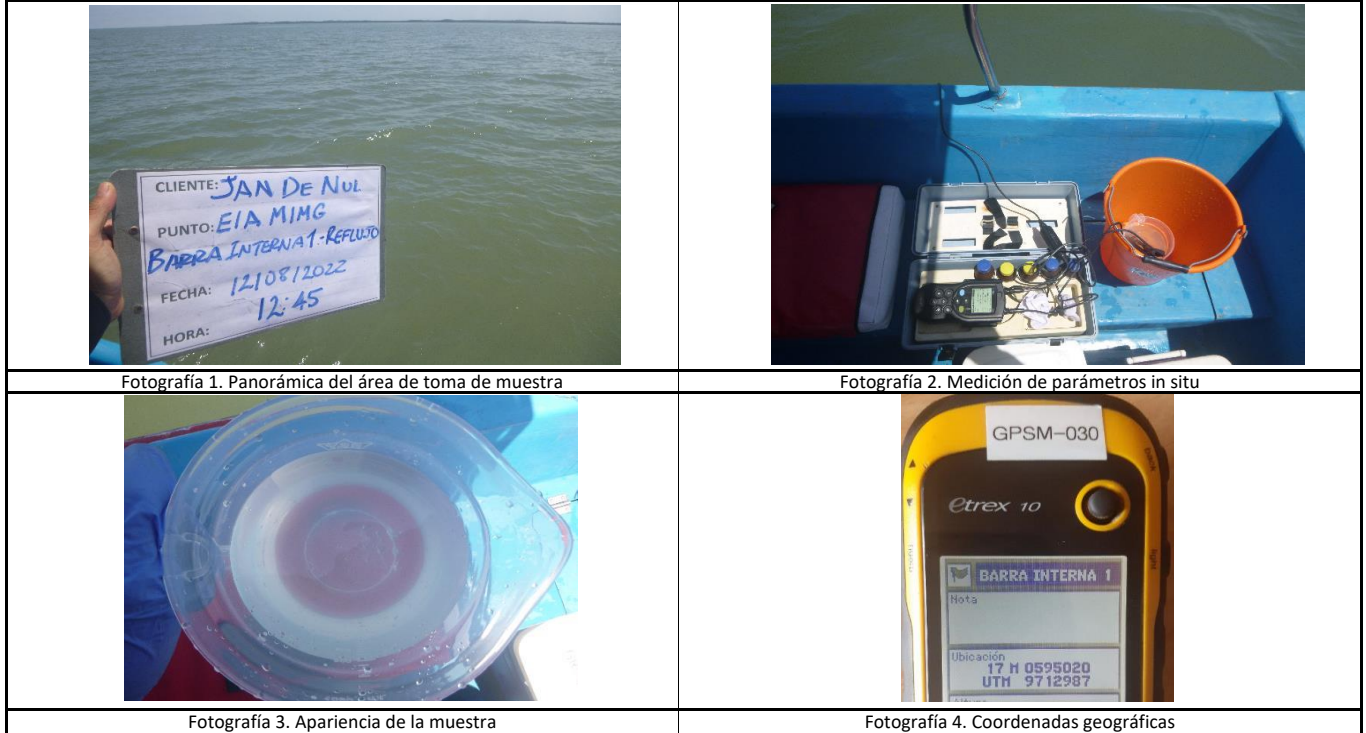 CLIENTE: JAN DE NUL
PUNTO: EIA MIMG
BARRA INTERNA 1-REFLUJO
FECHA: 12/08/2022
12:45
HORA:
Fotografía 1. Panorámica del área de toma de muestra
Fotografía 2. Medición de parámetros in situ
Fotografía 3. Apariencia de la muestra
GPSM-030
etrex 10
BARRA INTERNA 1
Nota
Ubicación
17 M 0595020
UTM 9712987
Fotografía 4. Coordenadas geográficas